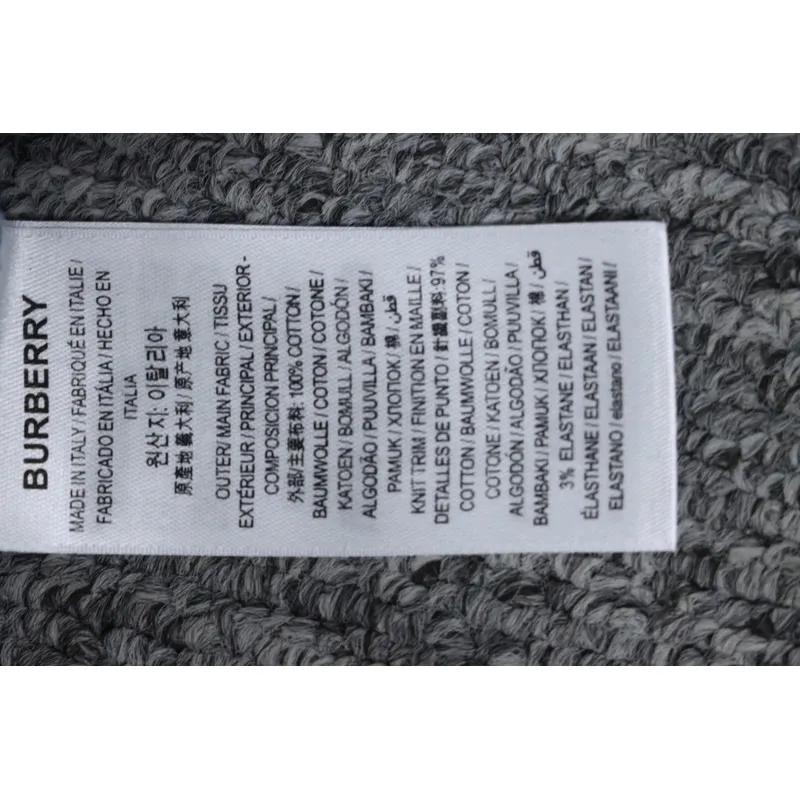 BURBERRY
MADE IN ITALY / FABRIQUÉ EN ITALIE /
FABRICADO EN ITÁLIA / HECHO EN
ITALIA
원산지: 이탈리아
原產地 義大利 / 原产地 意大利
OUTER/ MAIN FABRIC / TISSU
EXTÉRIEUR / PRINCIPAL / EXTERIOR -
COMPOSICION PRINCIPAL /
外部/主要布料: 100% COTTON /
BAUMWOLLE / COTON / COTONE /
KATOEN / BOMULL / ALGODÓN /
ALGODÃO / PUUVILLA / BAMBAKI /
PAMUK / ХЛОПОК / 棉 / قطن
KNIT TRIM / FINITION EN MAILLE /
DETALLES DE PUNTO / 針織副料: 97%
COTTON / BAUMWOLLE / COTON /
COTONE / KATOEN / BOMULL /
ALGODÓN / ALGODÃO / PUUVILLA /
BAMBAKI / PAMUK / ХЛОПОК / 棉 / قطن
3% ELASTANE / ELASTHAN /
ÉLASTHANE / ELASTAAN / ELASTAN /
ELASTANO / elastano / ELASTAANI /